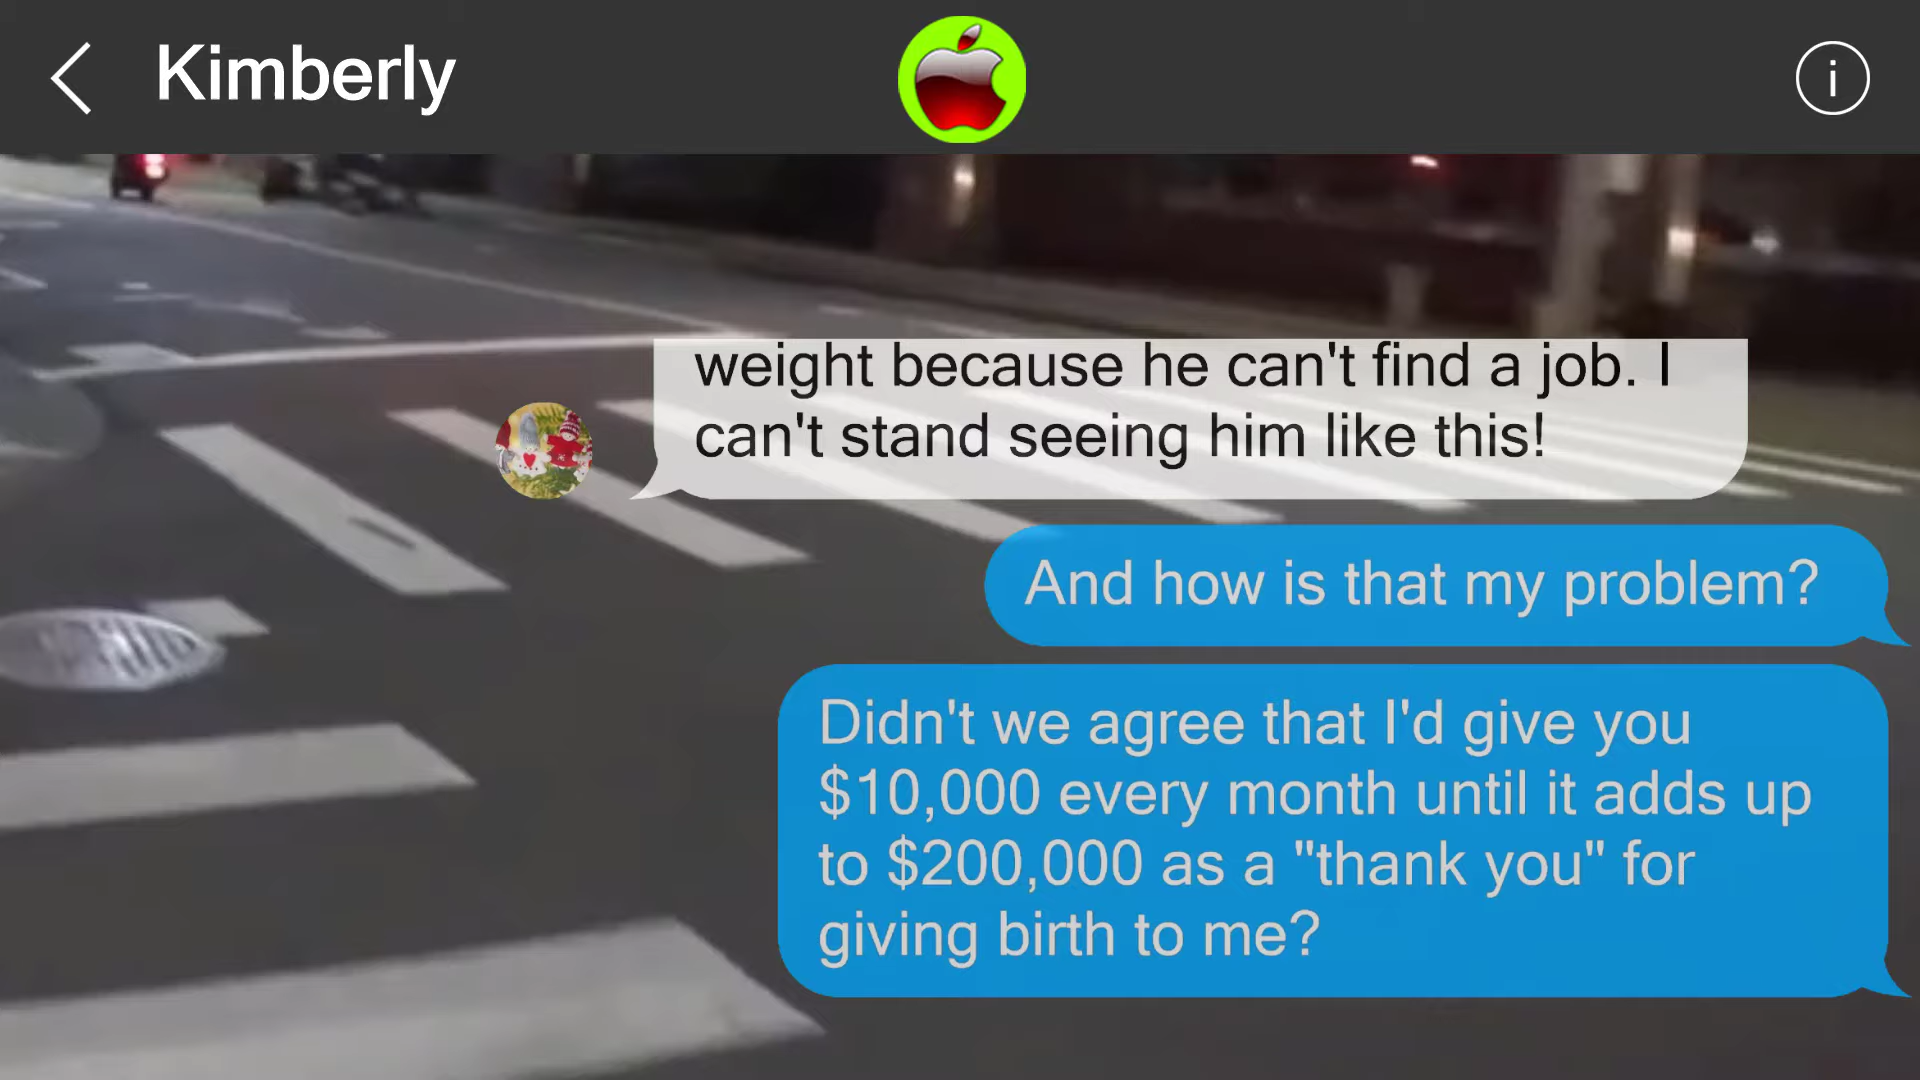 Kimberly
i
weight because he can't find a job. I
can't stand seeing him like this!
And how is that my problem?
Didn't we agree that I'd give you
$10,000 every month until it adds up
to $200,000 as a "thank you" for
giving birth to me?